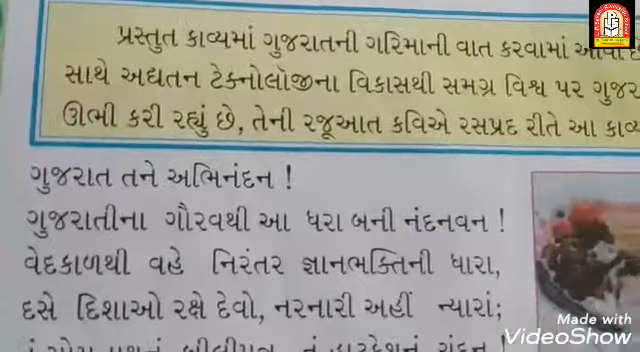 પ્રસ્તુત કાવ્યમાં ગુજરાતની ગરિમાની વાત કરવામાં આવી
સાથે અદ્યતન ટેક્નોલૉજીના વિકાસથી સમગ્ર વિશ્વ પર ગુજર
ઊભી કરી રહ્યું છે, તેની રજૂઆત કવિએ રસપ્રદ રીતે આ કાવ્ય
ગુજરાત તને અભિનંદન !
ગુજરાતીના ગૌરવથી આ ધરા બની નંદનવન !
વેદકાળથી વહે નિરંતર જ્ઞાનભક્તિની ધારા,
દસે દિશાઓ રક્ષે દેવો, નરનારી અહીં ન્યારાં;
Made with
VideoShow